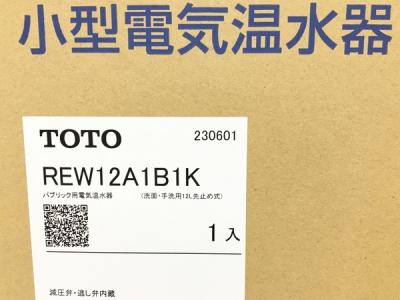 小型電気温水器
TOTO 230601
REW12A1B1K
パブリック用電気温水器 (洗面・手洗用12L先止め式)
1入
減圧弁・逃し弁内蔵